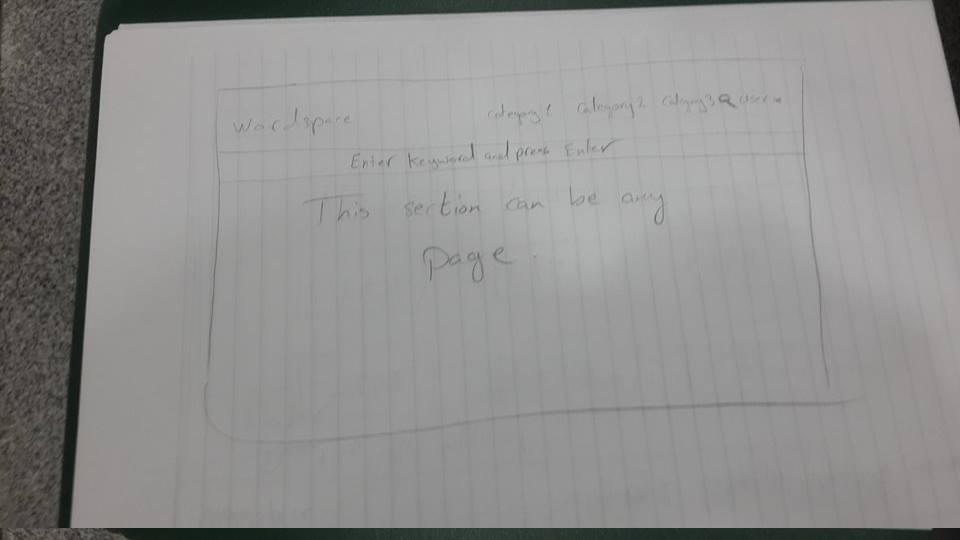 Wordspace Category1 Category2 Category3 User
Enter Keyword and press Enter
This section can be any
page.